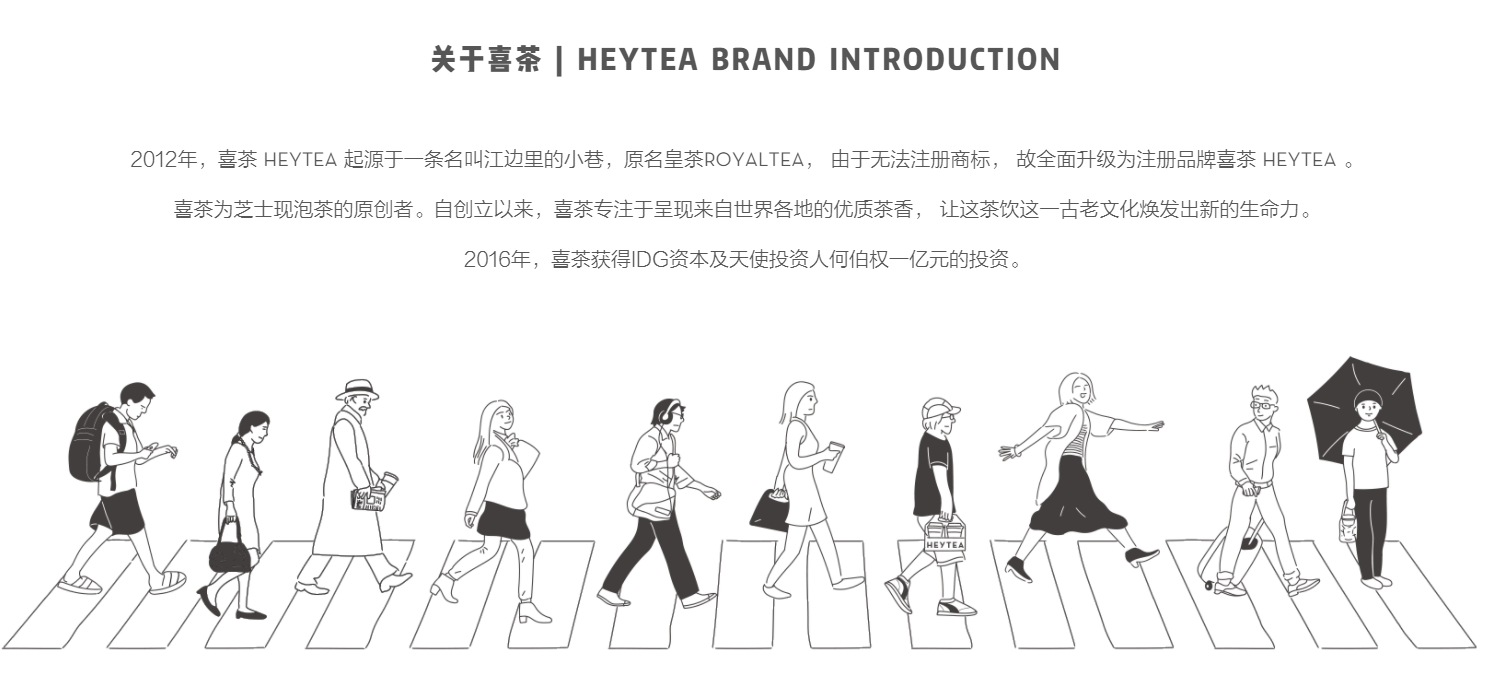 关于喜茶 | HEYTEA BRAND INTRODUCTION
2012年，喜茶 HEYTEA 起源于一条名叫江边里的小巷，原名皇茶ROYALTEA， 由于无法注册商标， 故全面升级为注册品牌喜茶 HEYTEA 。
喜茶为芝士现泡茶的原创者。自创立以来，喜茶专注于呈现来自世界各地的优质茶香， 让这茶饮这一古老文化焕发出新的生命力。
2016年，喜茶获得IDG资本及天使投资人何伯权一亿元的投资。
HEYTEA